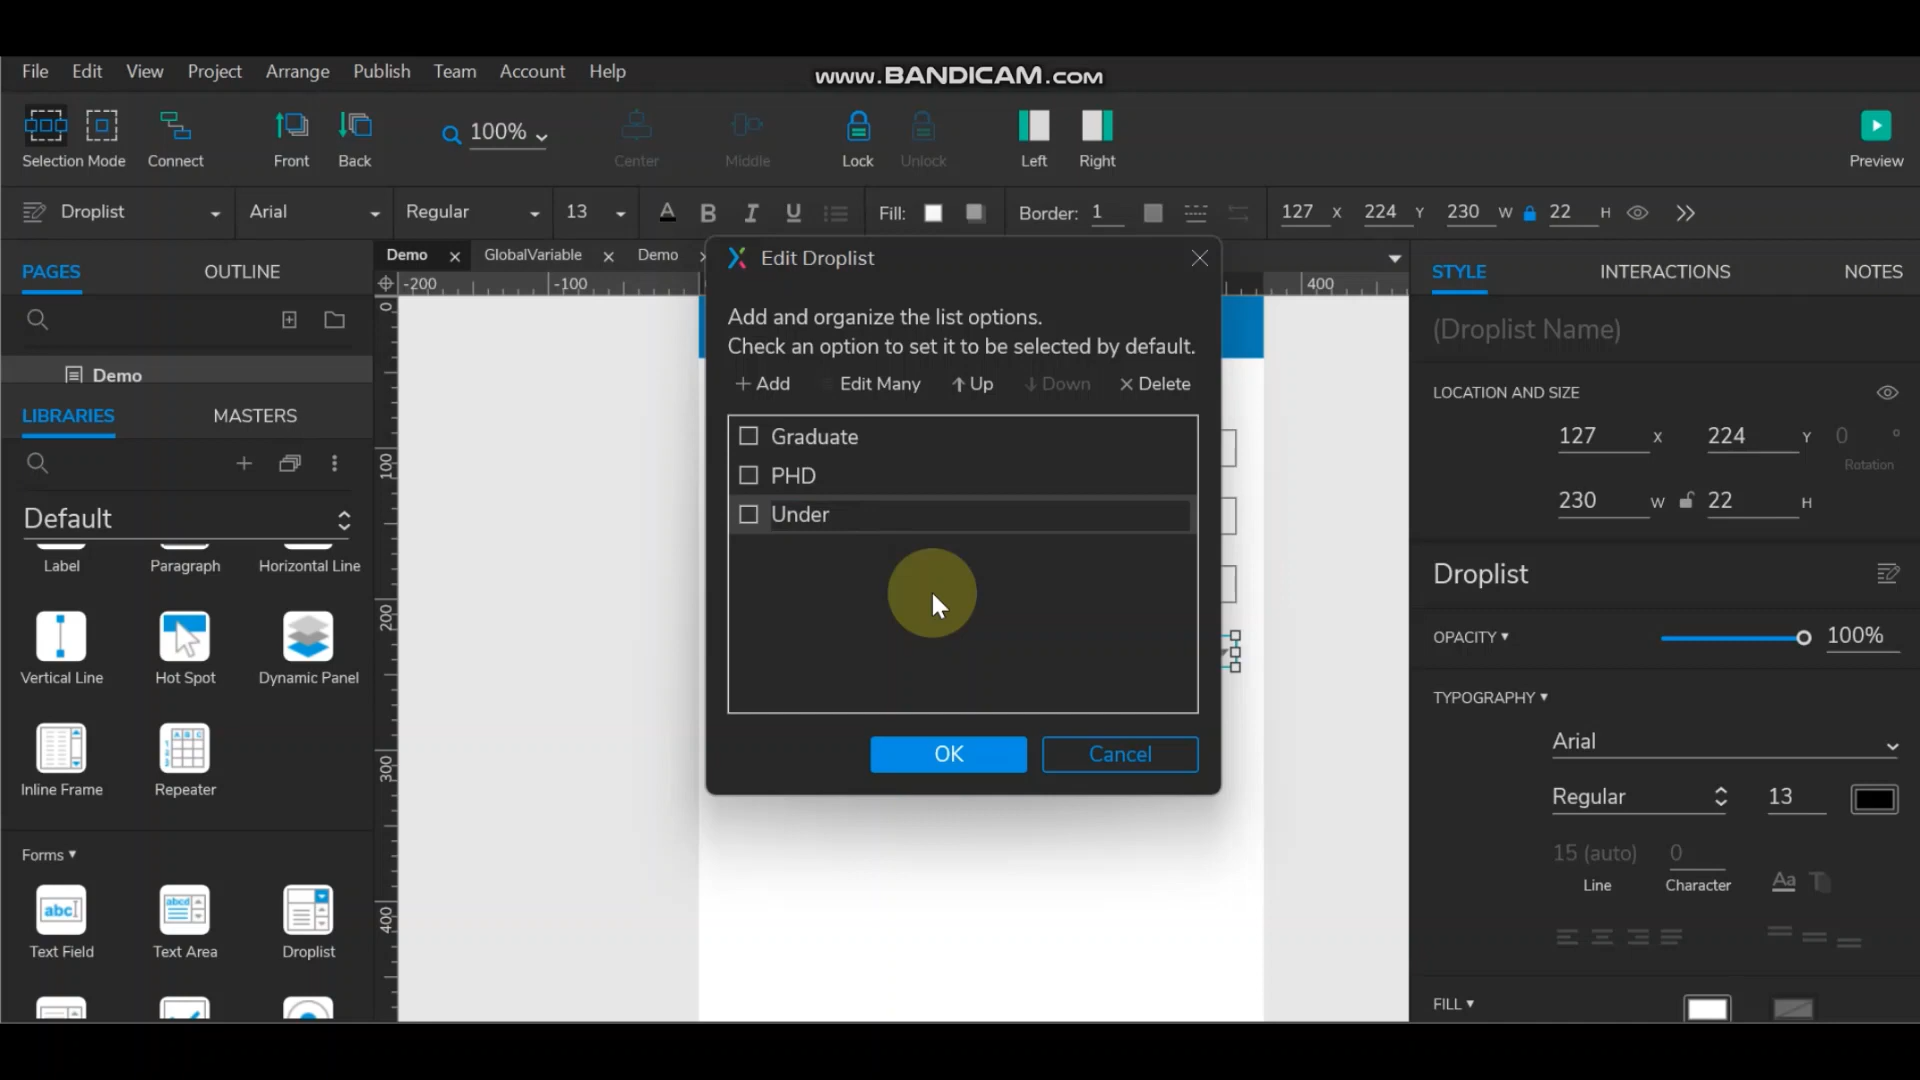 File Edit View Project Arrange Publish Team Account Help
www.BANDICAM.com
100%
Selection Mode Connect Front Back Center Middle Lock Unlock Left Right Preview
Droplist Arial Regular 13 Fill: Border: 1 127 X 224 Y 230 W 22 H
PAGES OUTLINE
Demo GlobalVariable Demo
-200 -100 400
0
100
200
300
400
Demo
LIBRARIES MASTERS
Default
Label Paragraph Horizontal Line
Vertical Line Hot Spot Dynamic Panel
Inline Frame Repeater
Forms
Text Field Text Area Droplist
Edit Droplist
Add and organize the list options.
Check an option to set it to be selected by default.
Add Edit Many Up Down Delete
Graduate
PHD
Under
OK Cancel
STYLE INTERACTIONS NOTES
(Droplist Name)
LOCATION AND SIZE
127 X 224 Y 0 °
Rotation
230 W 22 H
Droplist
OPACITY 100%
TYPOGRAPHY
Arial
Regular 13
15 (auto) 0
Line Character Aa
FILL